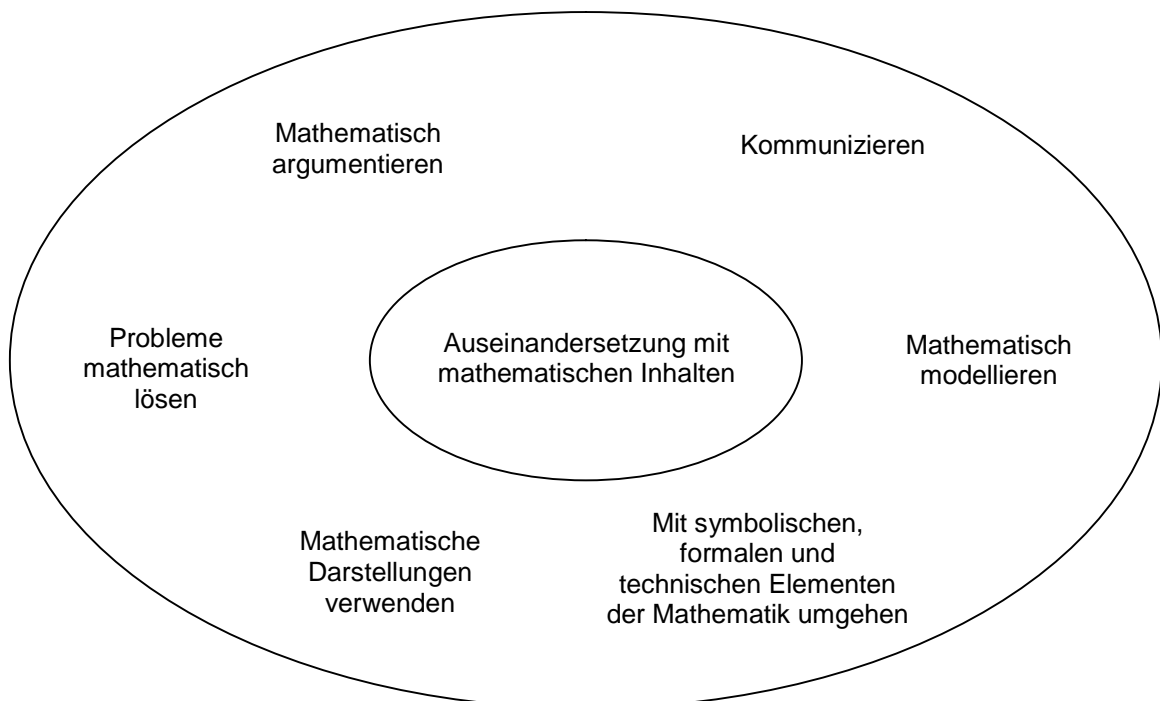 Mathematisch
argumentieren
Kommunizieren
Probleme
mathematisch
lösen
Auseinandersetzung mit
mathematischen Inhalten
Mathematisch
modellieren
Mathematische
Darstellungen
verwenden
Mit symbolischen,
formalen und
technischen Elementen
der Mathematik umgehen